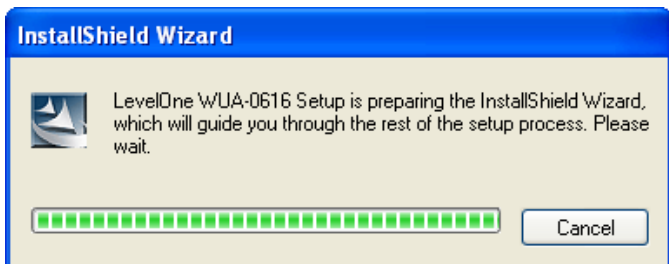 InstallShield Wizard
LevelOne WUA-0616 Setup is preparing the InstallShield Wizard,
which will guide you through the rest of the setup process. Please
wait.
Cancel